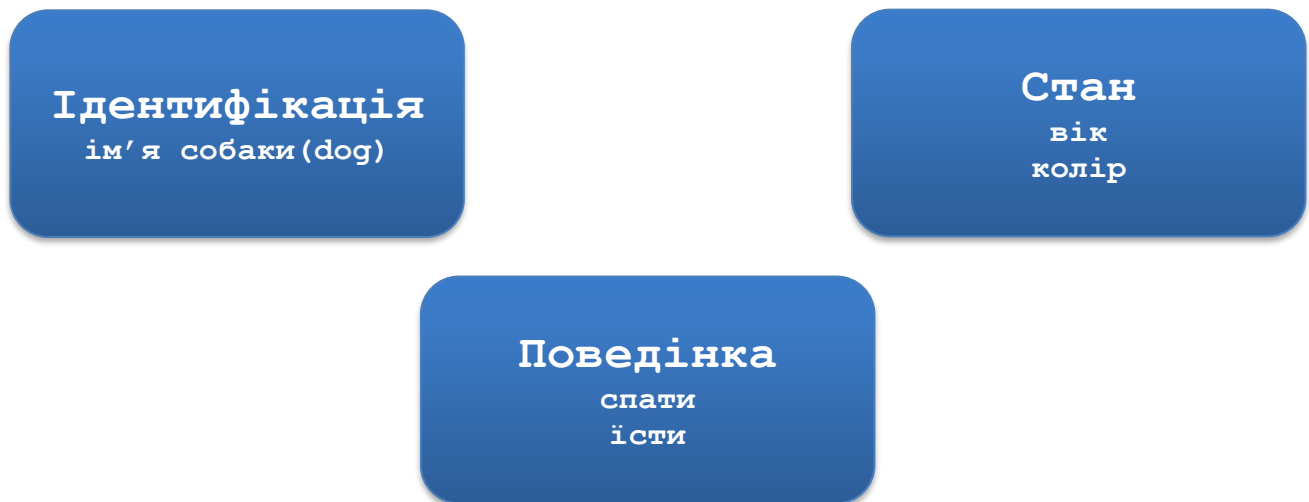 Ідентифікація
ім’я собаки(dog)
Стан
вік
колір
Поведінка
спати
їсти